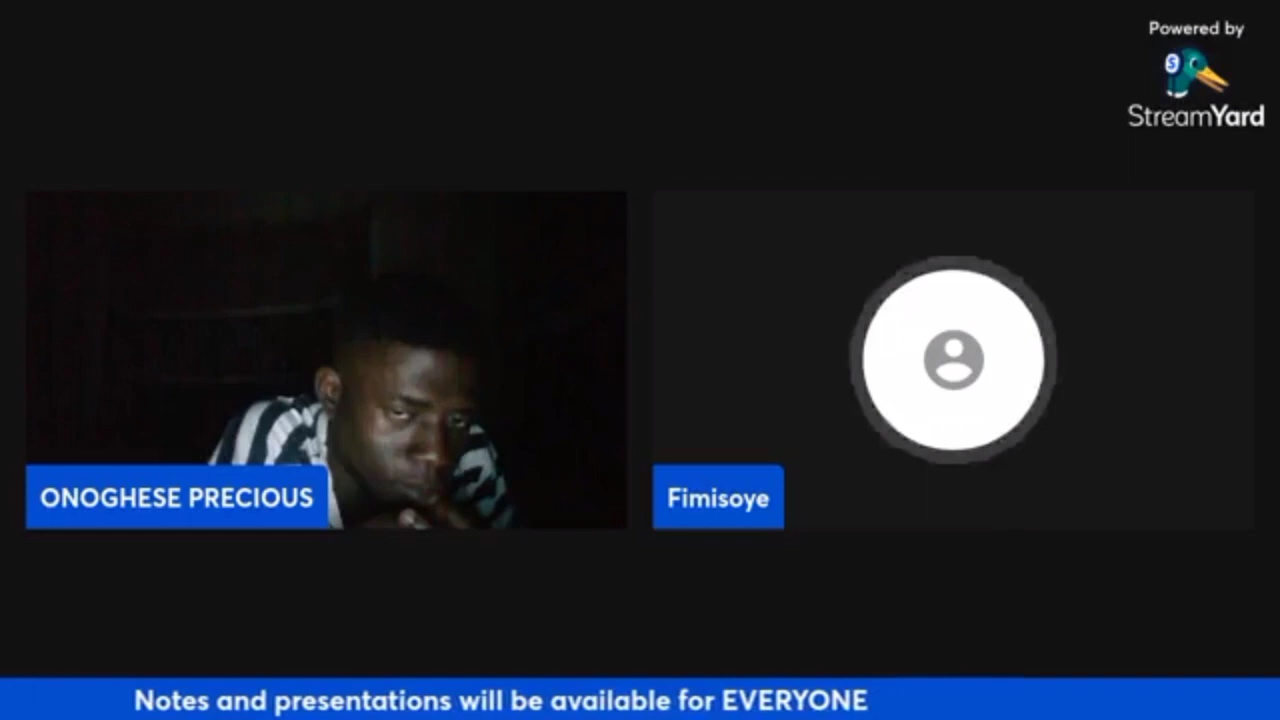 Powered by
S
StreamYard
ONOGHESE PRECIOUS
Fimisoye
Notes and presentations will be available for EVERYONE